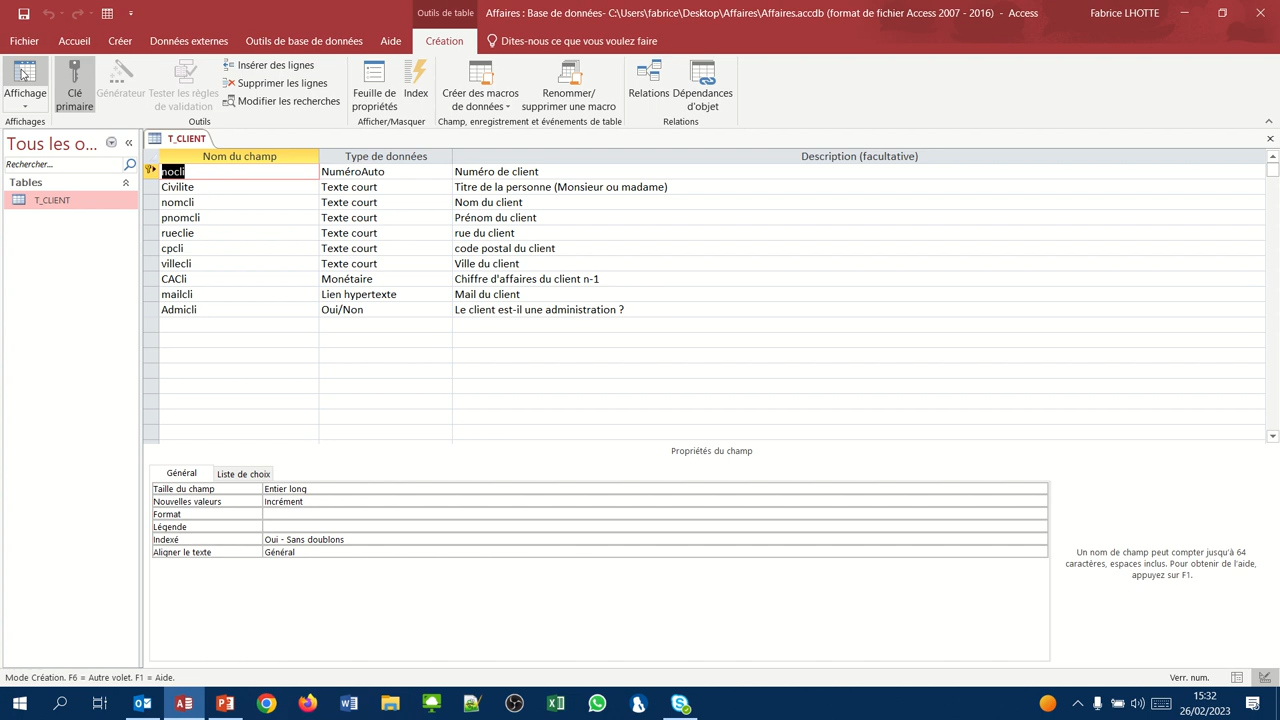 Outils de table
Affaires : Base de données- C:\Users\fabrice\Desktop\Affaires\Affaires.accdb (format de fichier Access 2007 - 2016) - Access
Fabrice LHOTTE
Fichier Accueil Créer Données externes Outils de base de données Aide Création Dites-nous ce que vous voulez faire
Affichage
Clé primaire
Générateur
Tester les règles de validation
Insérer des lignes
Supprimer les lignes
Modifier les recherches
Feuille de propriétés
Index
Créer des macros de données
Renommer/ supprimer une macro
Relations
Dépendances d'objet
Affichages Outils Afficher/Masquer Champ, enregistrement et événements de table Relations
Tous les o... «
Rechercher...
Tables
T_CLIENT
T_CLIENT
Nom du champ Type de données Description (facultative)
nocli NuméroAuto Numéro de client
Civilite Texte court Titre de la personne (Monsieur ou madame)
nomcli Texte court Nom du client
pnomcli Texte court Prénom du client
rueclie Texte court rue du client
cpcli Texte court code postal du client
villecli Texte court Ville du client
CACli Monétaire Chiffre d'affaires du client n-1
mailcli Lien hypertexte Mail du client
Admicli Oui/Non Le client est-il une administration ?
Propriétés du champ
Général Liste de choix
Taille du champ Entier long
Nouvelles valeurs Incrément
Format
Légende
Indexé Oui - Sans doublons
Aligner le texte Général
Un nom de champ peut compter jusqu'à 64
caractères, espaces inclus. Pour obtenir de l'aide,
appuyez sur F1.
Mode Création. F6 = Autre volet. F1 = Aide. Verr. num.
15:32
26/02/2023